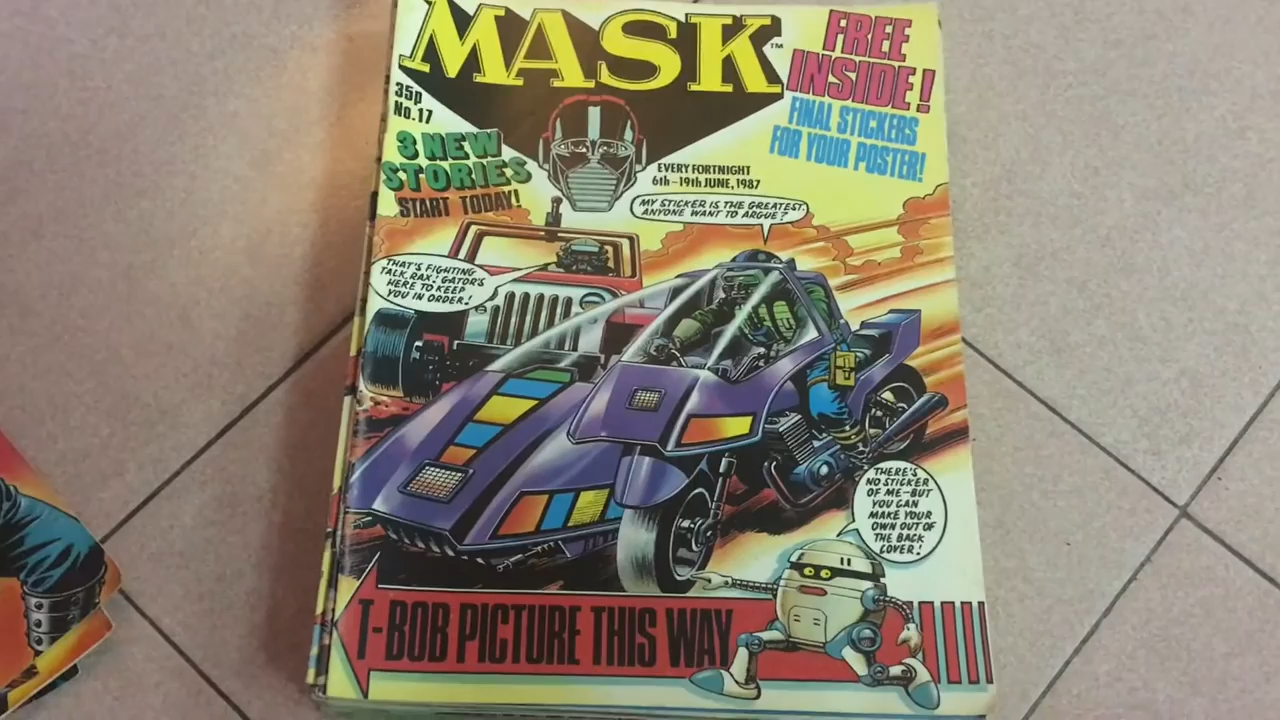 MASK™
FREE
INSIDE!
FINAL STICKERS
FOR YOUR POSTER!
35p
No.17
3 NEW
STORIES
START TODAY!
EVERY FORTNIGHT
6th–19th JUNE, 1987
MY STICKER IS THE GREATEST.
ANYONE WANT TO ARGUE?
THAT'S FIGHTING
TALK, RAX! GATOR'S
HERE TO KEEP
YOU IN ORDER!
THERE'S
NO STICKER
OF ME—BUT
YOU CAN
MAKE YOUR
OWN OUT OF
THE BACK
COVER!
T-BOB PICTURE THIS WAY